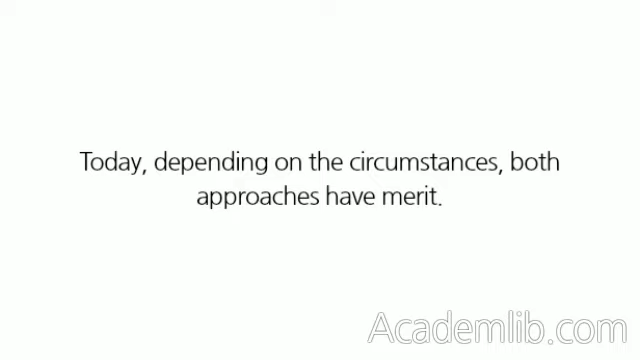 Today, depending on the circumstances, both
approaches have merit.
Academlib.com